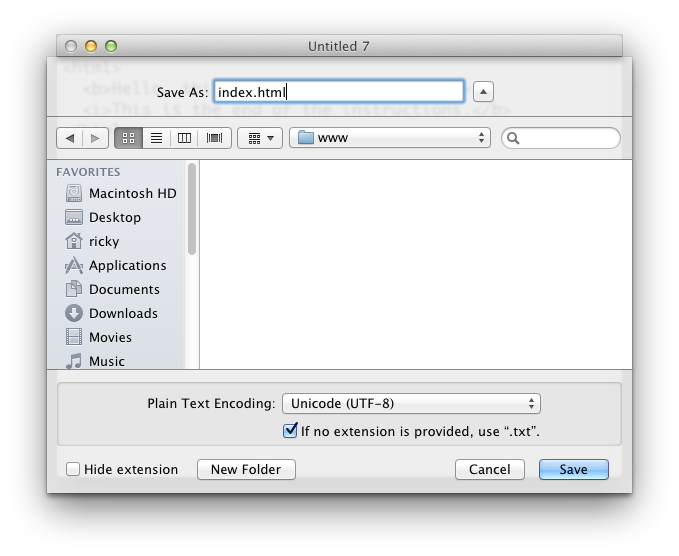 Untitled 7
<html>
Save As: index.html
<i>This is the end of the instructions.</b>
www
FAVORITES
Macintosh HD
Desktop
ricky
Applications
Documents
Downloads
Movies
Music
Plain Text Encoding: Unicode (UTF-8)
If no extension is provided, use “.txt”.
Hide extension
New Folder
Cancel
Save